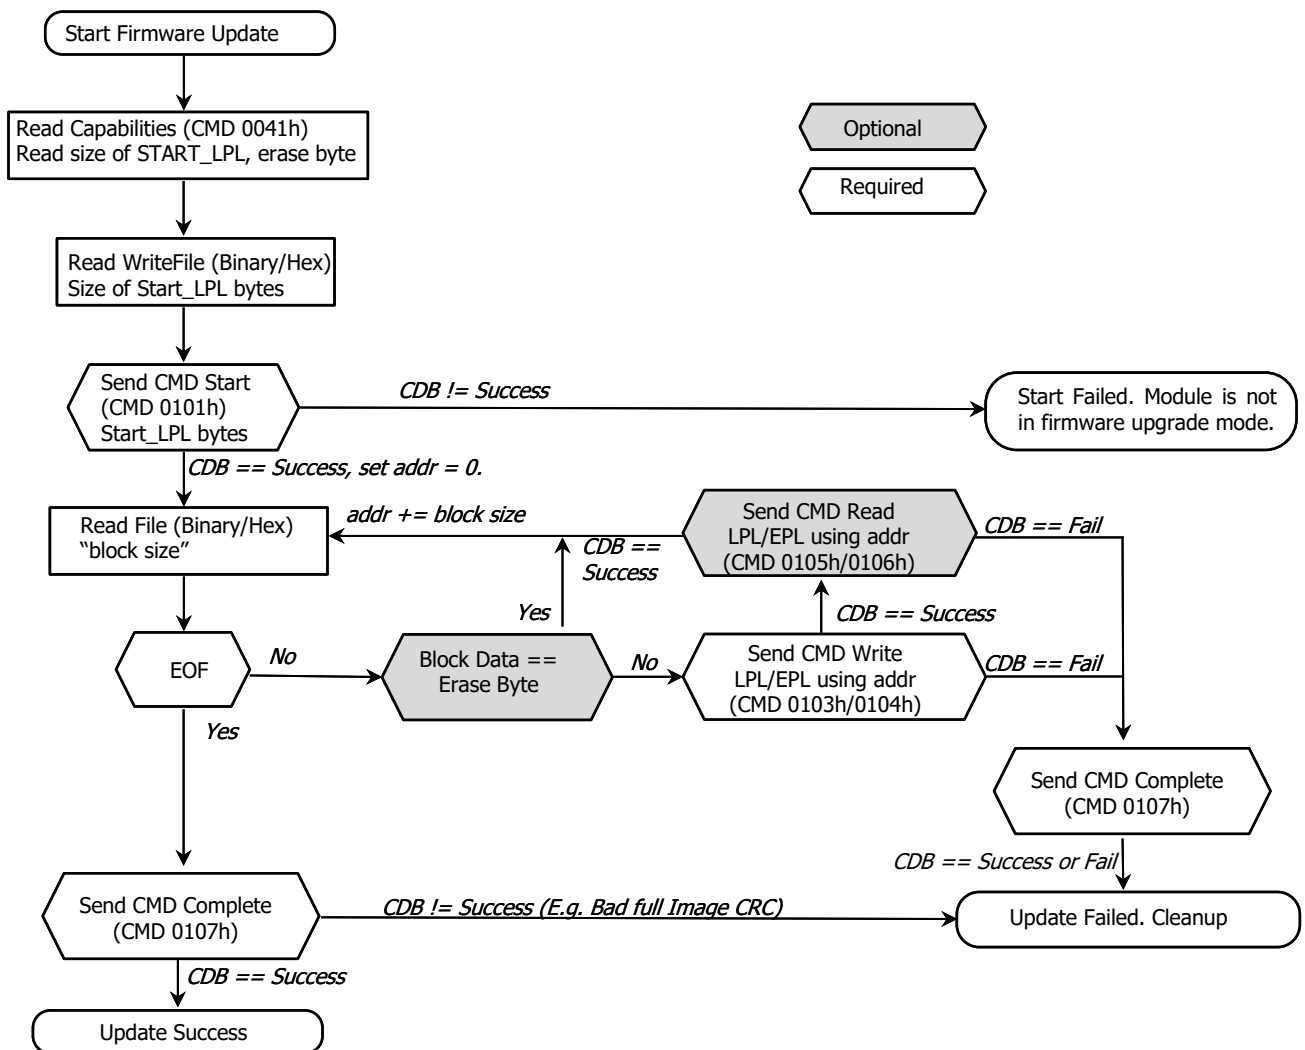 Start Firmware Update
Read Capabilities (CMD 0041h)
Read size of START_LPL, erase byte
Optional
Required
Read WriteFile (Binary/Hex)
Size of Start_LPL bytes
Send CMD Start
(CMD 0101h)
Start_LPL bytes
CDB != Success
Start Failed. Module is not
in firmware upgrade mode.
CDB == Success, set addr = 0.
Read File (Binary/Hex)
“block size”
addr += block size
CDB ==
Success
Send CMD Read
LPL/EPL using addr
(CMD 0105h/0106h)
CDB == Fail
Yes
CDB == Success
EOF
No
Block Data ==
Erase Byte
No
Send CMD Write
LPL/EPL using addr
(CMD 0103h/0104h)
CDB == Fail
Yes
Send CMD Complete
(CMD 0107h)
CDB == Success or Fail
Send CMD Complete
(CMD 0107h)
CDB != Success (E.g. Bad full Image CRC)
Update Failed. Cleanup
CDB == Success
Update Success